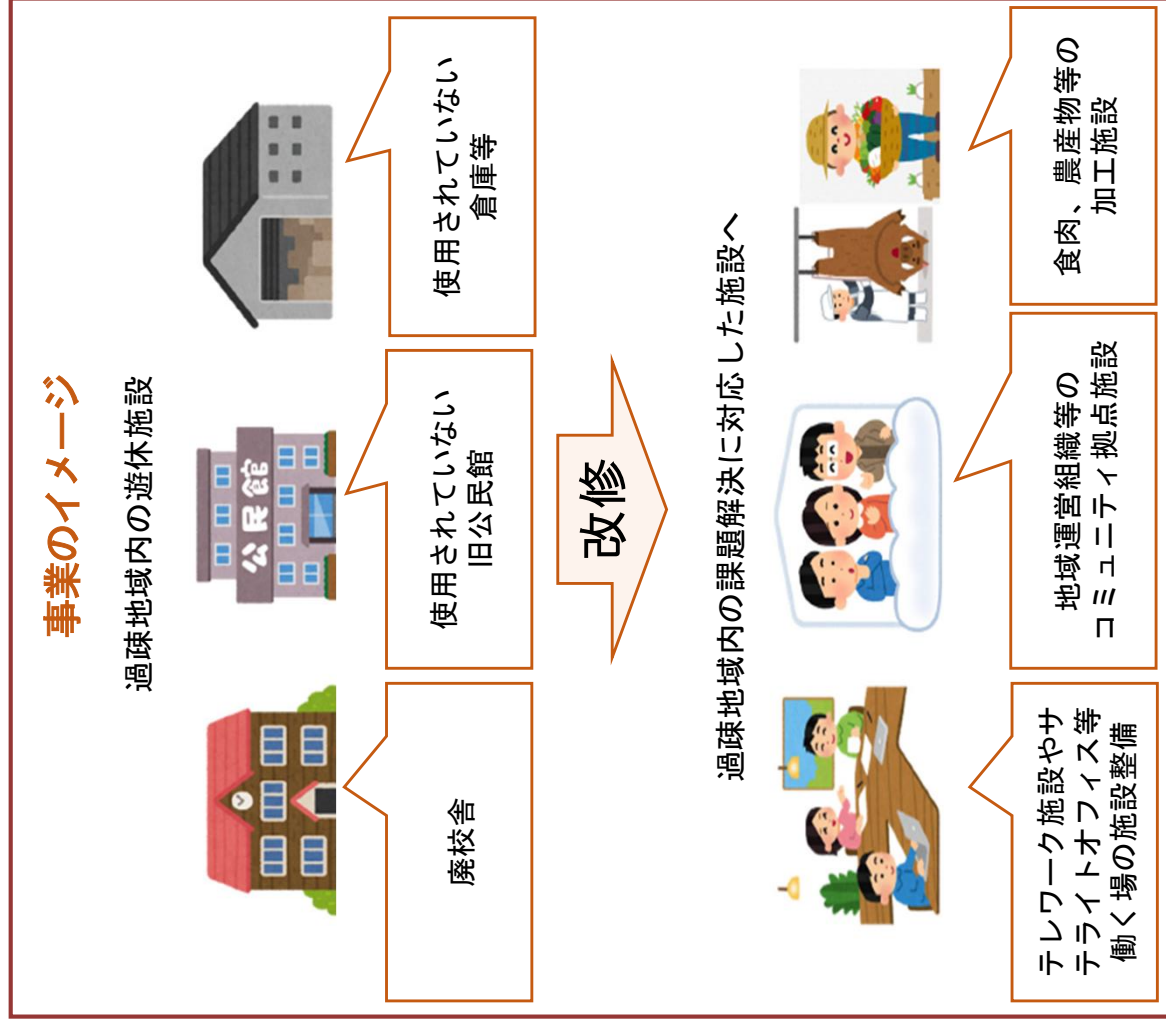 事業のイメージ
過疎地域内の遊休施設
公民館
廃校舎
使用されていない
旧公民館
使用されていない
倉庫等
改修
過疎地域内の課題解決に対応した施設へ
テレワーク施設やサ
テライトオフィス等
働く場の施設整備
地域運営組織等の
コミュニティ拠点施設
食肉、農産物等の
加工施設